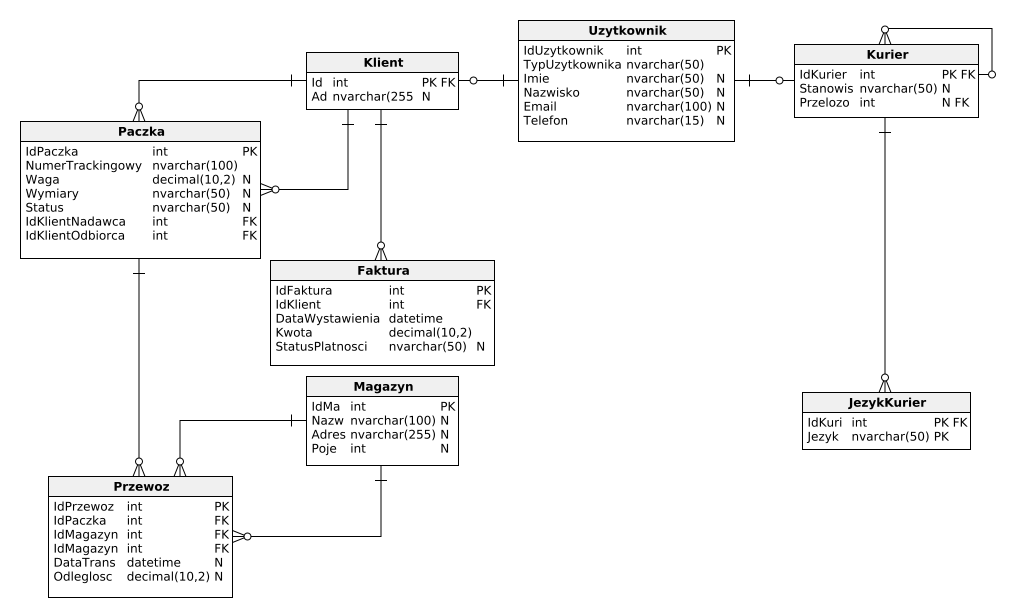 Uzytkownik
IdUzytkownik int PK
TypUzytkownika nvarchar(50)
Imie nvarchar(50) N
Nazwisko nvarchar(50) N
Email nvarchar(100) N
Telefon nvarchar(15) N
Kurier
IdKurier int PK FK
Stanowis nvarchar(50) N
Przelozo int N FK
Klient
Id int PK FK
Ad nvarchar(255 N
Paczka
IdPaczka int PK
NumerTrackingowy nvarchar(100)
Waga decimal(10,2) N
Wymiary nvarchar(50) N
Status nvarchar(50) N
IdKlientNadawca int FK
IdKlientOdbiorca int FK
Faktura
IdFaktura int PK
IdKlient int FK
DataWystawienia datetime
Kwota decimal(10,2)
StatusPlatnosci nvarchar(50) N
Magazyn
IdMa int PK
Nazw nvarchar(100) N
Adres nvarchar(255) N
Poje int N
JezykKurier
IdKuri int PK FK
Jezyk nvarchar(50) PK
Przewoz
IdPrzewoz int PK
IdPaczka int FK
IdMagazyn int FK
IdMagazyn int FK
DataTrans datetime N
Odleglosc decimal(10,2) N